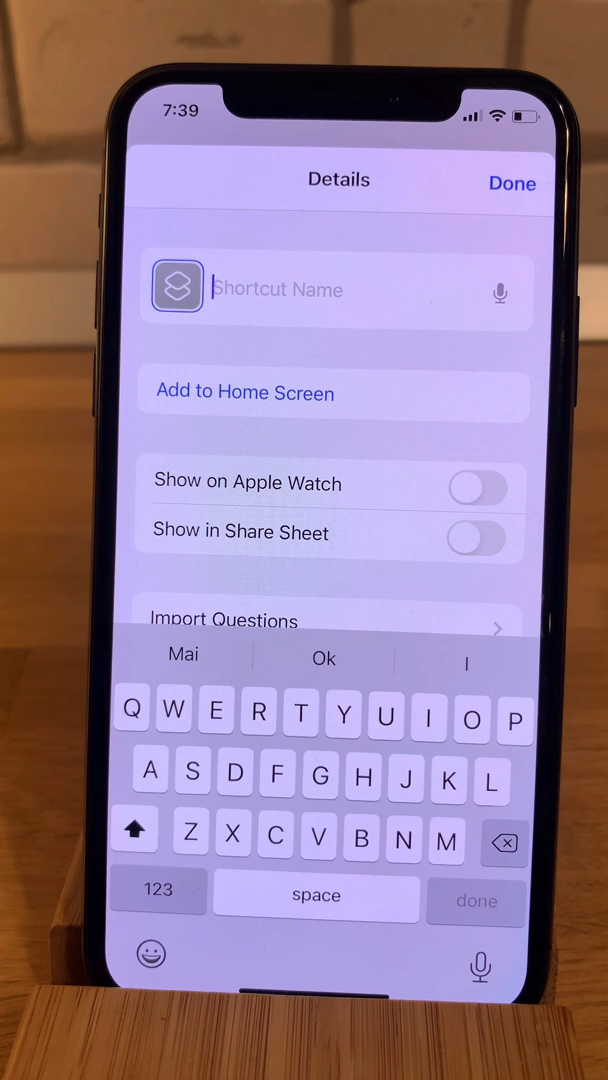 7:39
Details
Done
Shortcut Name
Add to Home Screen
Show on Apple Watch
Show in Share Sheet
Import Questions
Mai Ok I
Q W E R T Y U I O P
A S D F G H J K L
Z X C V B N M
123 space done